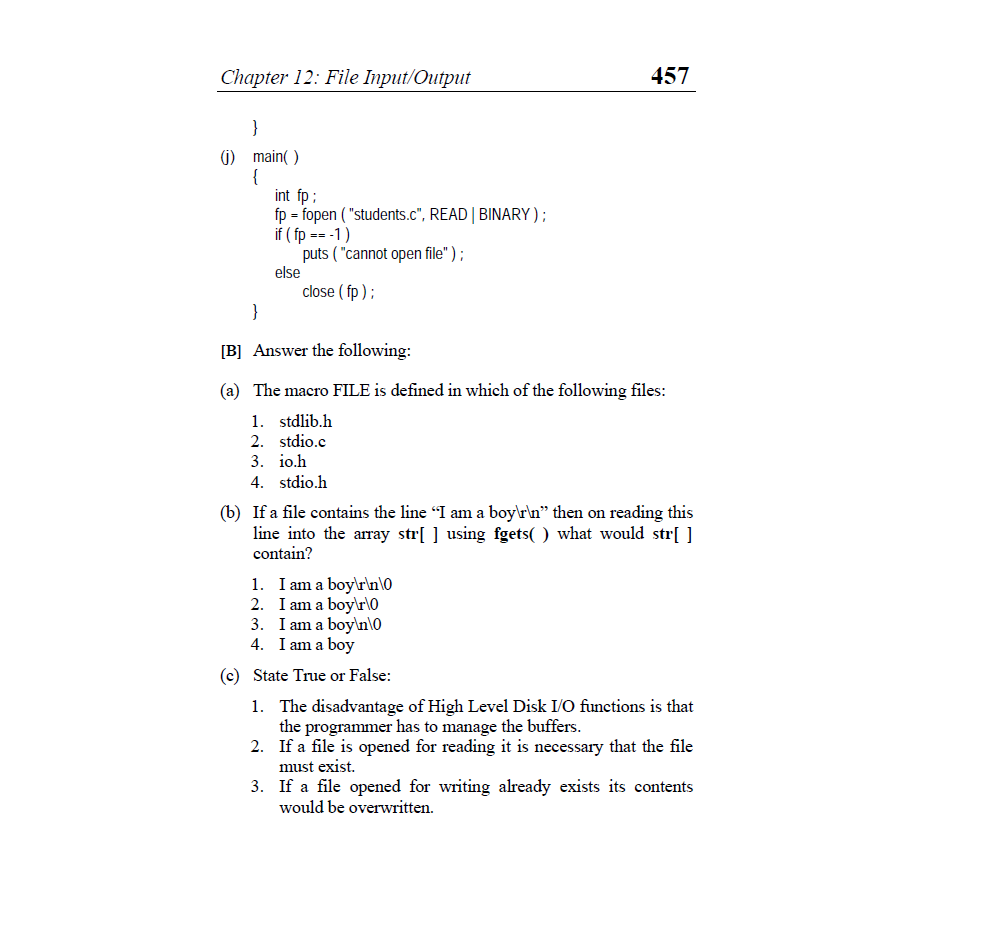 Chapter 12: File Input/Output 457
}
(j) main( )
{
int fp ;
fp = fopen ( "students.c", READ | BINARY ) ;
if ( fp == -1 )
puts ( "cannot open file" ) ;
else
close ( fp ) ;
}
[B] Answer the following:
(a) The macro FILE is defined in which of the following files:
1. stdlib.h
2. stdio.c
3. io.h
4. stdio.h
(b) If a file contains the line “I am a boy\r\n” then on reading this
line into the array str[ ] using fgets( ) what would str[ ]
contain?
1. I am a boy\r\n\0
2. I am a boy\r\0
3. I am a boy\n\0
4. I am a boy
(c) State True or False:
1. The disadvantage of High Level Disk I/O functions is that
the programmer has to manage the buffers.
2. If a file is opened for reading it is necessary that the file
must exist.
3. If a file opened for writing already exists its contents
would be overwritten.